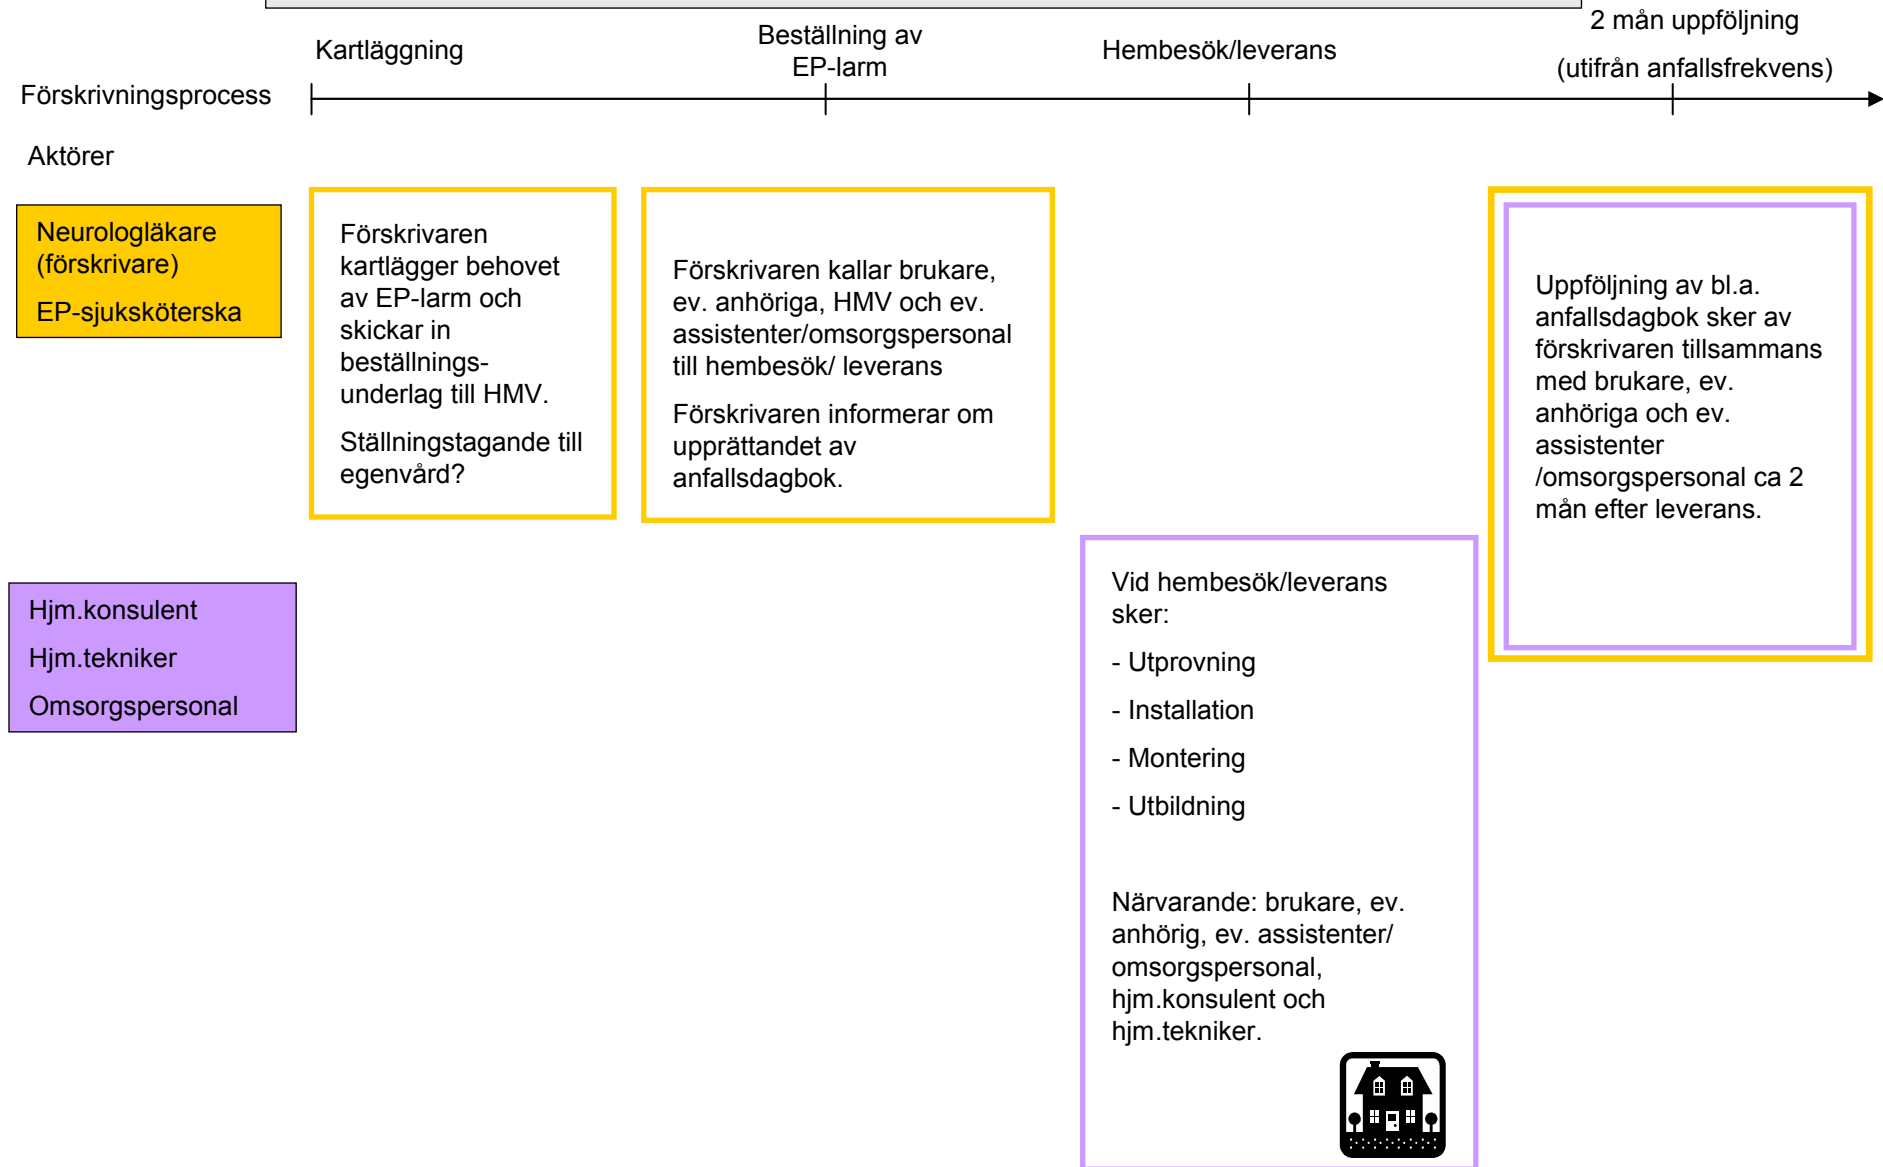 Kartläggning
Beställning av
EP-larm
Hembesök/leverans
2 mån uppföljning
(utifrån anfallsfrekvens)
Förskrivningsprocess
Aktörer
Neurologläkare
(förskrivare)
EP-sjuksköterska
Förskrivaren
kartlägger behovet
av EP-larm och
skickar in
beställnings-
underlag till HMV.
Ställningstagande till
egenvård?
Förskrivaren kallar brukare,
ev. anhöriga, HMV och ev.
assistenter/omsorgspersonal
till hembesök/ leverans
Förskrivaren informerar om
upprättandet av
anfallsdagbok.
Uppföljning av bl.a.
anfallsdagbok sker av
förskrivaren tillsammans
med brukare, ev.
anhöriga och ev.
assistenter
/omsorgspersonal ca 2
mån efter leverans.
Hjm.konsulent
Hjm.tekniker
Omsorgspersonal
Vid hembesök/leverans
sker:
- Utprovning
- Installation
- Montering
- Utbildning
Närvarande: brukare, ev.
anhörig, ev. assistenter/
omsorgspersonal,
hjm.konsulent och
hjm.tekniker.